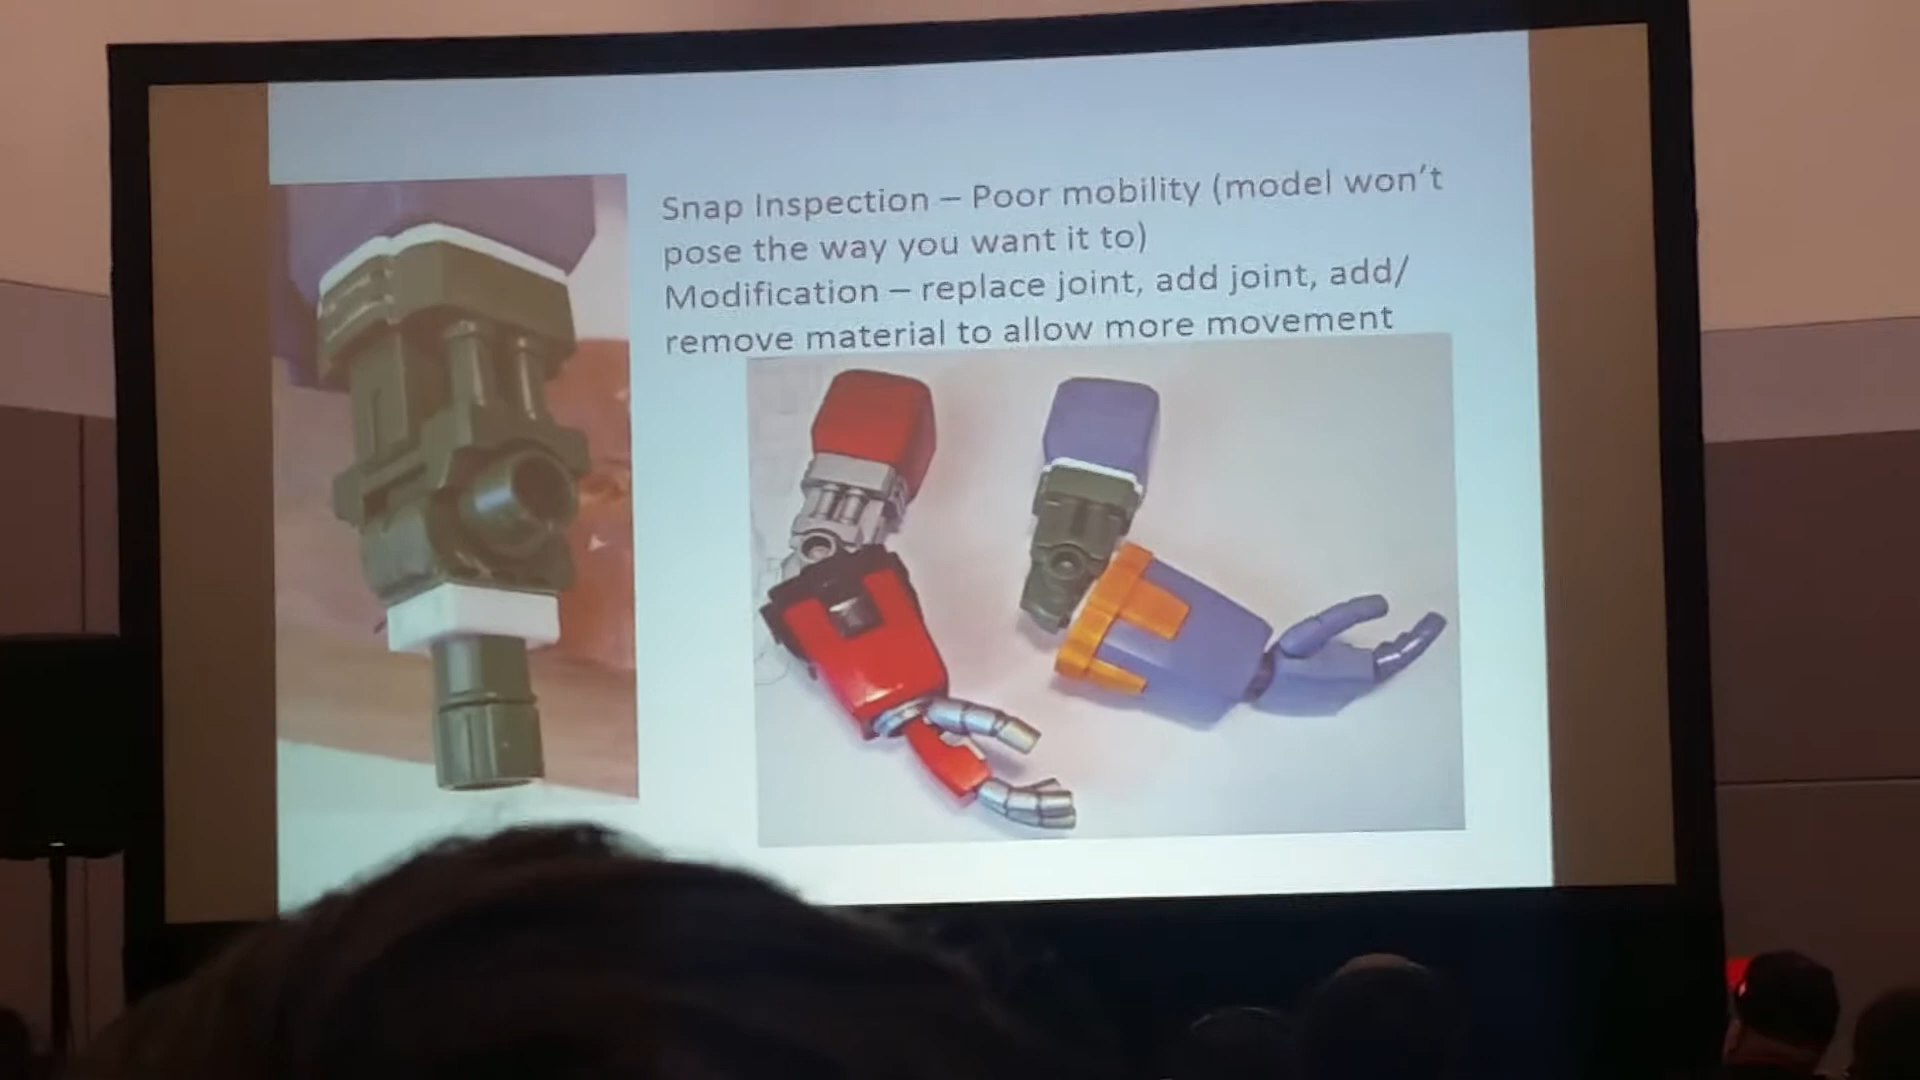 Snap Inspection – Poor mobility (model won't
pose the way you want it to)
Modification – replace joint, add joint, add/
remove material to allow more movement